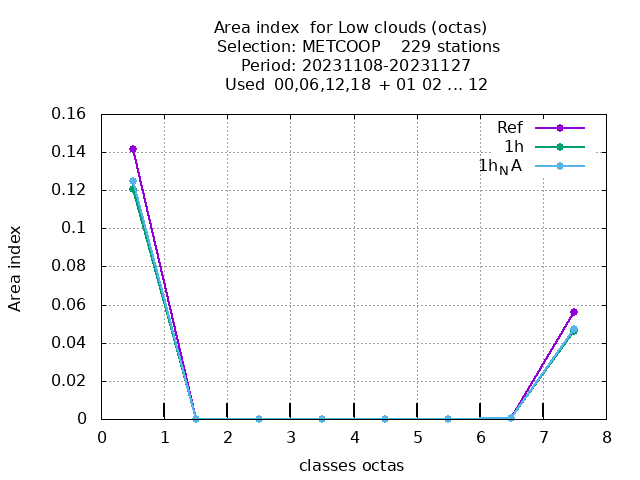 Area index  for Low clouds (octas)
Selection: METCOOP    229 stations
Period: 20231108-20231127
Used  00,06,12,18 + 01 02 ... 12
Ref
1h
1h_N A
0.16
0.14
0.12
0.1
0.08
0.06
0.04
0.02
0
Area index
0 1 2 3 4 5 6 7 8
classes octas